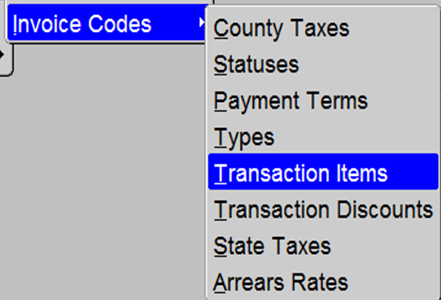 Invoice Codes
County Taxes
Statuses
Payment Terms
Types
Transaction Items
Transaction Discounts
State Taxes
Arrears Rates